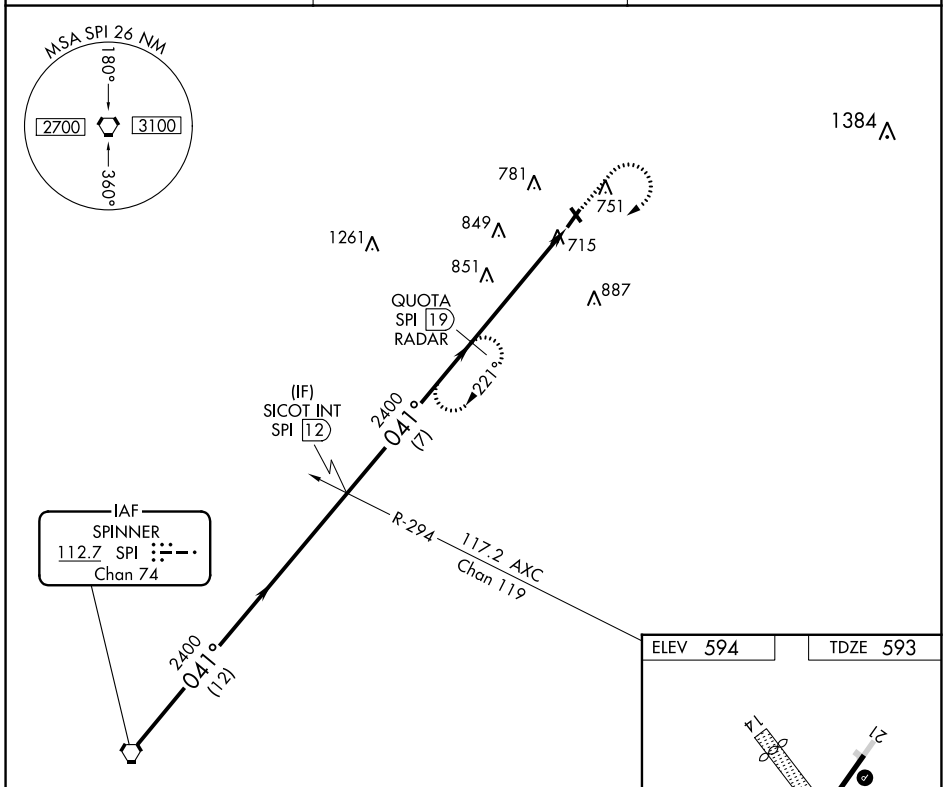 MSA SPI 26 NM
180°
2700
3100
360°
1384
781
751
849
715
1261
851
887
QUOTA
SPI 19
RADAR
221°
(IF)
SICOT INT
SPI 12
2400
041°
(7)
R-294
117.2 AXC
Chan 119
IAF
SPINNER
112.7 SPI
Chan 74
2400
041°
(12)
ELEV 594
TDZE 593
14
21
P